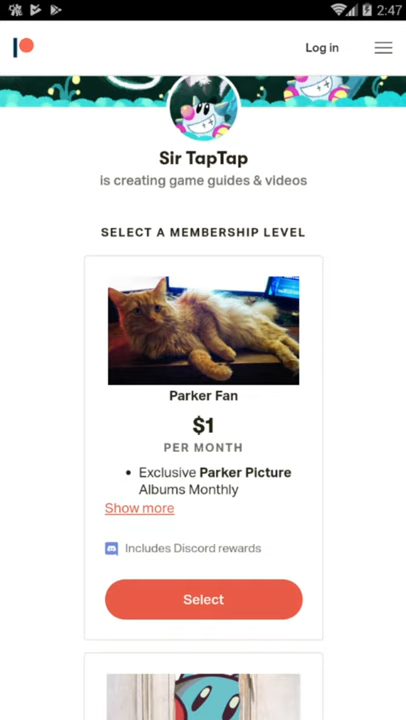 2:47
Log in
Sir TapTap
is creating game guides & videos
SELECT A MEMBERSHIP LEVEL
Parker Fan
$1
PER MONTH
• Exclusive Parker Picture
Albums Monthly
Show more
Includes Discord rewards
Select